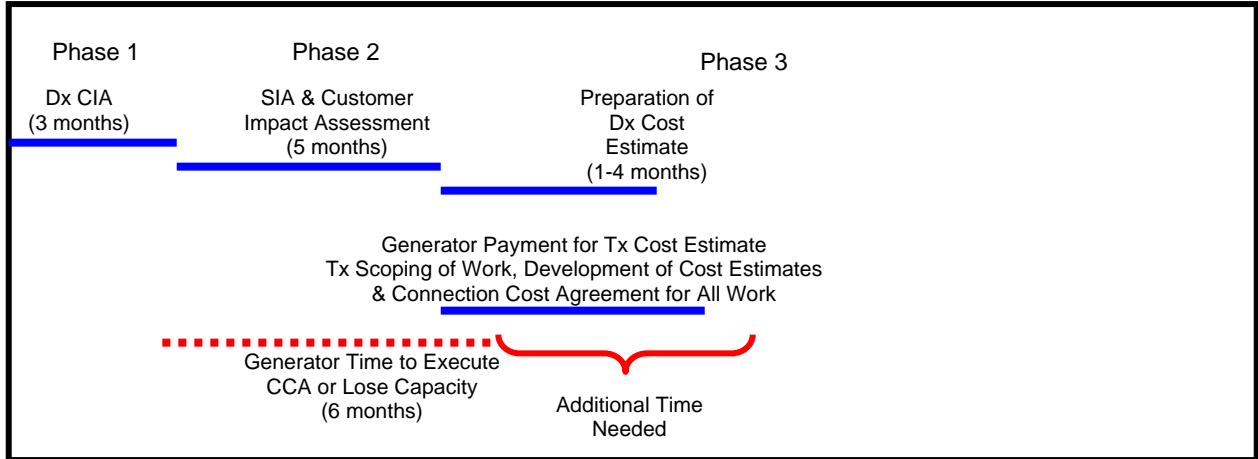 Phase 1
Phase 2
Phase 3
Dx CIA
(3 months)
SIA & Customer
Impact Assessment
(5 months)
Preparation of
Dx Cost
Estimate
(1-4 months)
Generator Payment for Tx Cost Estimate
Tx Scoping of Work, Development of Cost Estimates
& Connection Cost Agreement for All Work
Generator Time to Execute
CCA or Lose Capacity
(6 months)
Additional Time
Needed